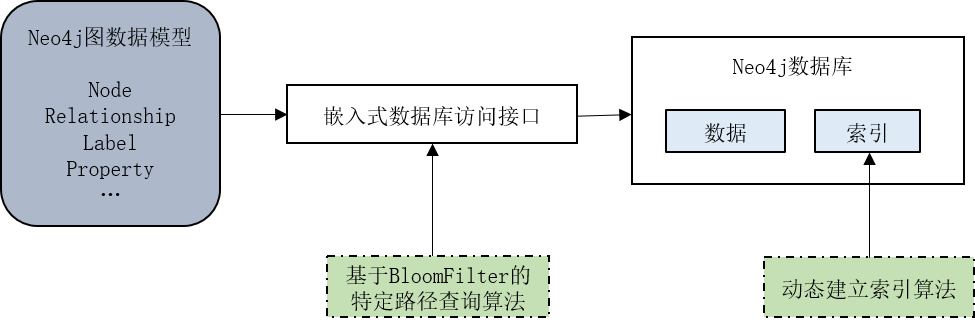 Neo4j图数据模型
Node
Relationship
Label
Property
…
嵌入式数据库访问接口
Neo4j数据库
数据
索引
基于BloomFilter的
特定路径查询算法
动态建立索引算法